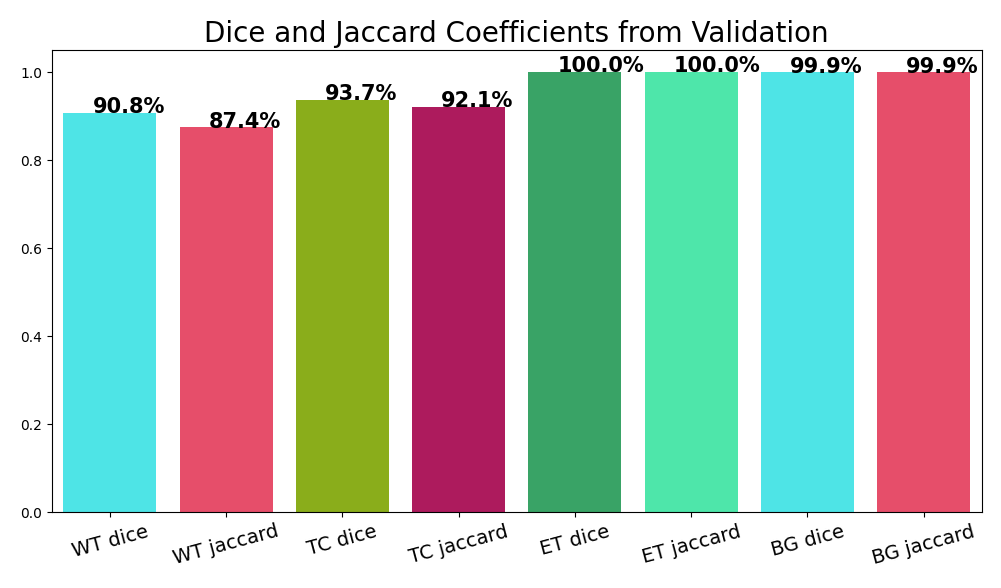 Dice and Jaccard Coefficients from Validation
1.0
0.8
0.6
0.4
0.2
0.0
90.8%
87.4%
93.7%
92.1%
100.0%
100.0%
99.9%
99.9%
WT dice
WT jaccard
TC dice
TC jaccard
ET dice
ET jaccard
BG dice
BG jaccard